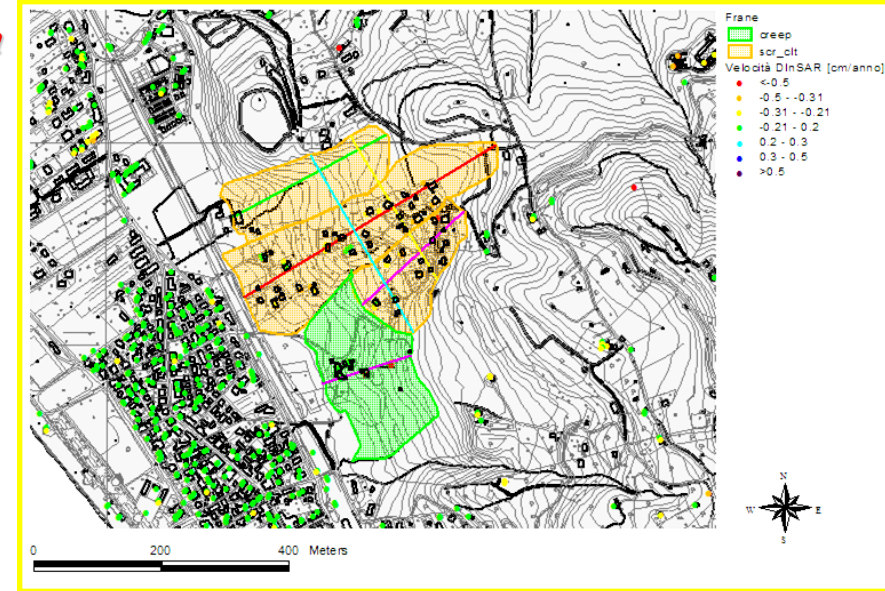 Frane
creep
scr_clt
Velocità DInSAR [cm/anno]
<-0.5
-0.5 - -0.31
-0.31 - -0.21
-0.21 - 0.2
0.2 - 0.3
0.3 - 0.5
>0.5
N
W
E
S
0 200 400 Meters